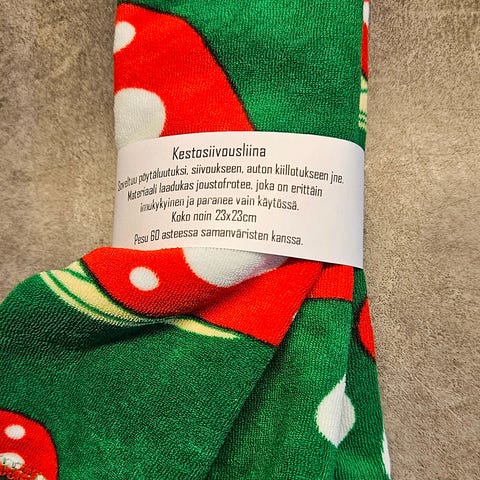 Kestosiivousliina
Soveltuu pöytäluutuksi, siivoukseen, auton kiillotukseen jne.
Materiaali laadukas joustofrotee, joka on erittäin
imukykyinen ja paranee vain käytössä.
Koko noin 23x23cm
Pesu 60 asteessa samanväristen kanssa.